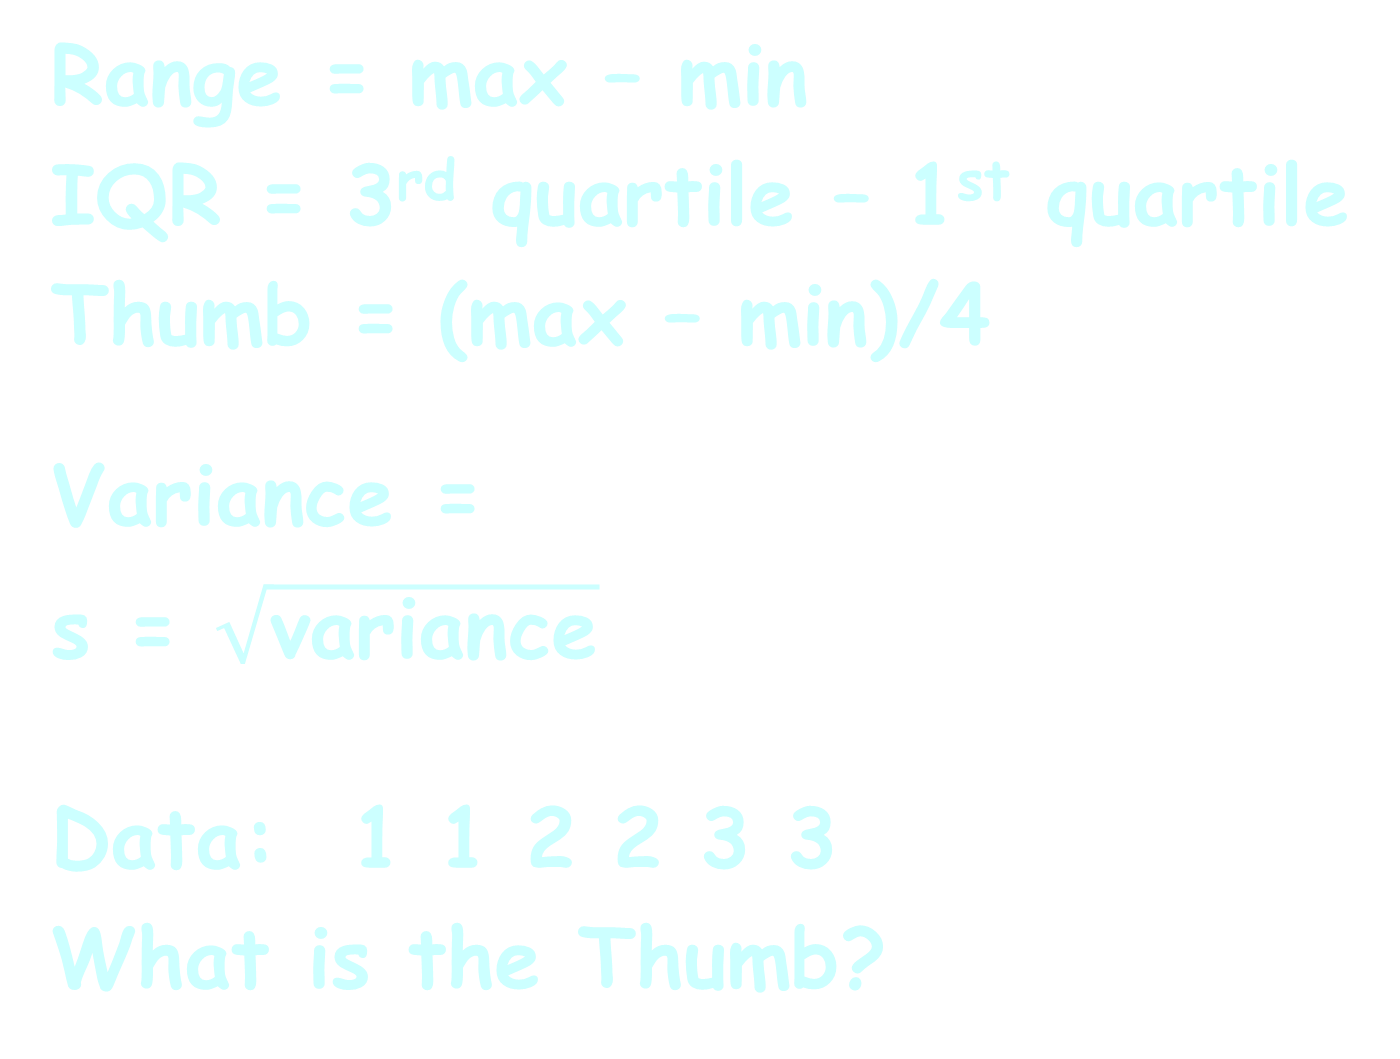 Range = max – min
IQR = 3rd quartile – 1st quartile
Thumb = (max – min)/4
Variance =
s = √variance
Data: 1 1 2 2 3 3
What is the Thumb?